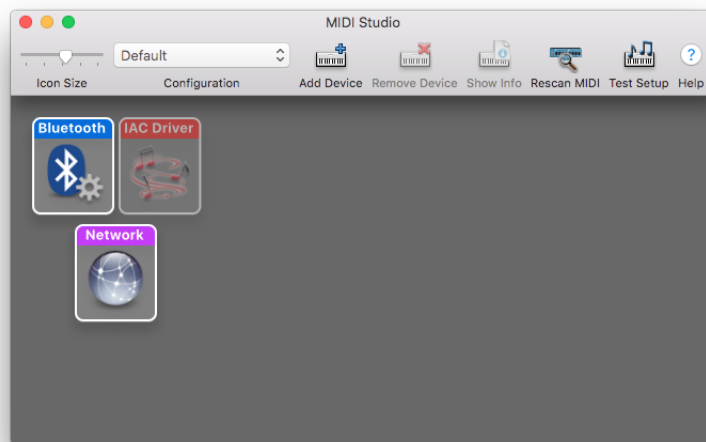 MIDI Studio
Default
Icon Size Configuration Add Device Remove Device Show Info Rescan MIDI Test Setup Help
?
Bluetooth IAC Driver
Network